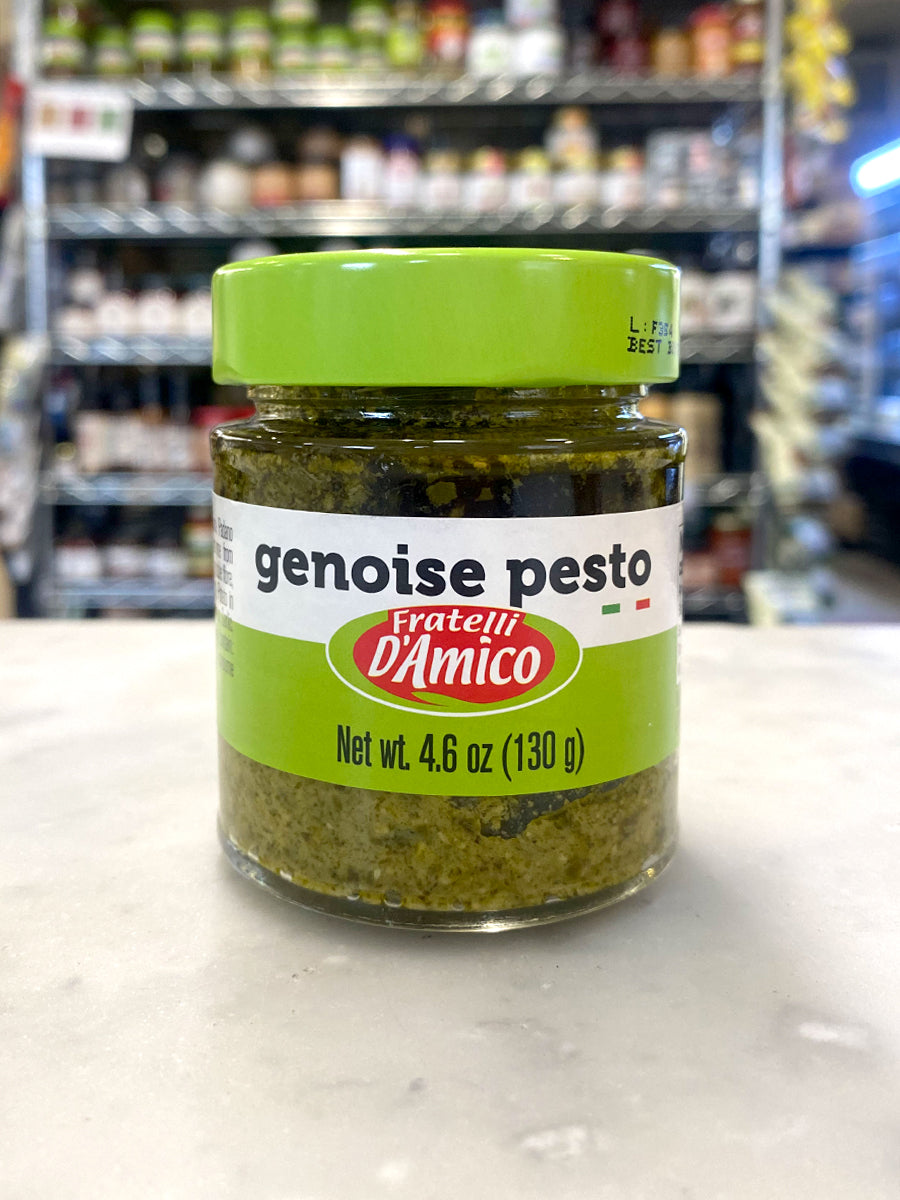 L: F
BEST
genoise pesto
Fratelli
D'Amico
Net wt. 4.6 oz (130 g)